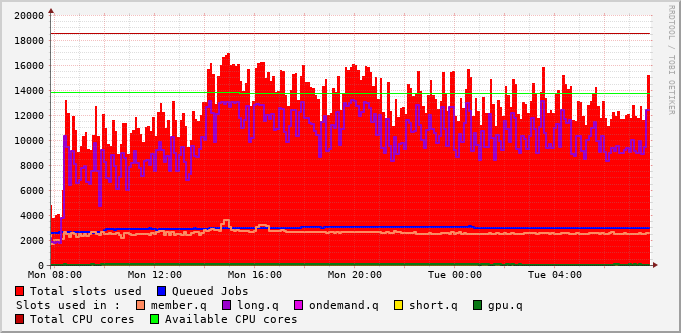 20000
18000
16000
14000
12000
10000
8000
6000
4000
2000
0
Mon 08:00 Mon 12:00 Mon 16:00 Mon 20:00 Tue 00:00 Tue 04:00
RRDTOOL / TOBI OETIKER
Total slots used Queued Jobs
Slots used in : member.q long.q ondemand.q short.q gpu.q
Total CPU cores Available CPU cores